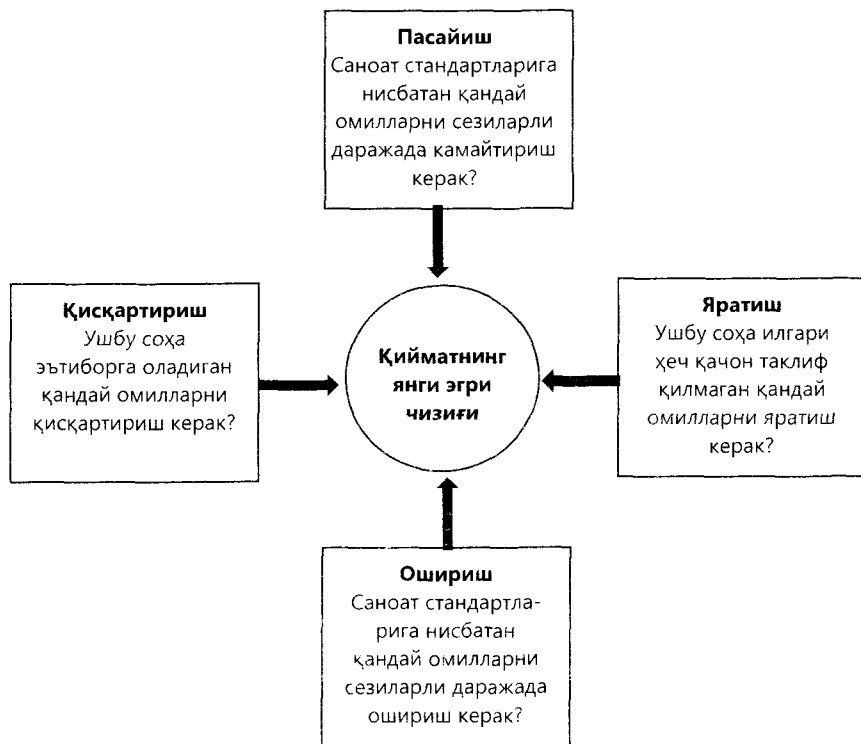 Пасайиш
Саноат стандартларига
нисбатан қандай
омилларни сезиларли
даражада камайтириш
керак?
Қисқартириш
Ушбу соҳа
эътиборга оладиган
қандай омилларни
қисқартириш керак?
Қийматнинг
янги эгри
чизиғи
Яратиш
Ушбу соҳа илгари
ҳеч қачон таклиф
қилмаган қандай
омилларни яратиш
керак?
Ошириш
Саноат стандартла-
рига нисбатан
қандай омилларни
сезиларли даражада
ошириш керак?